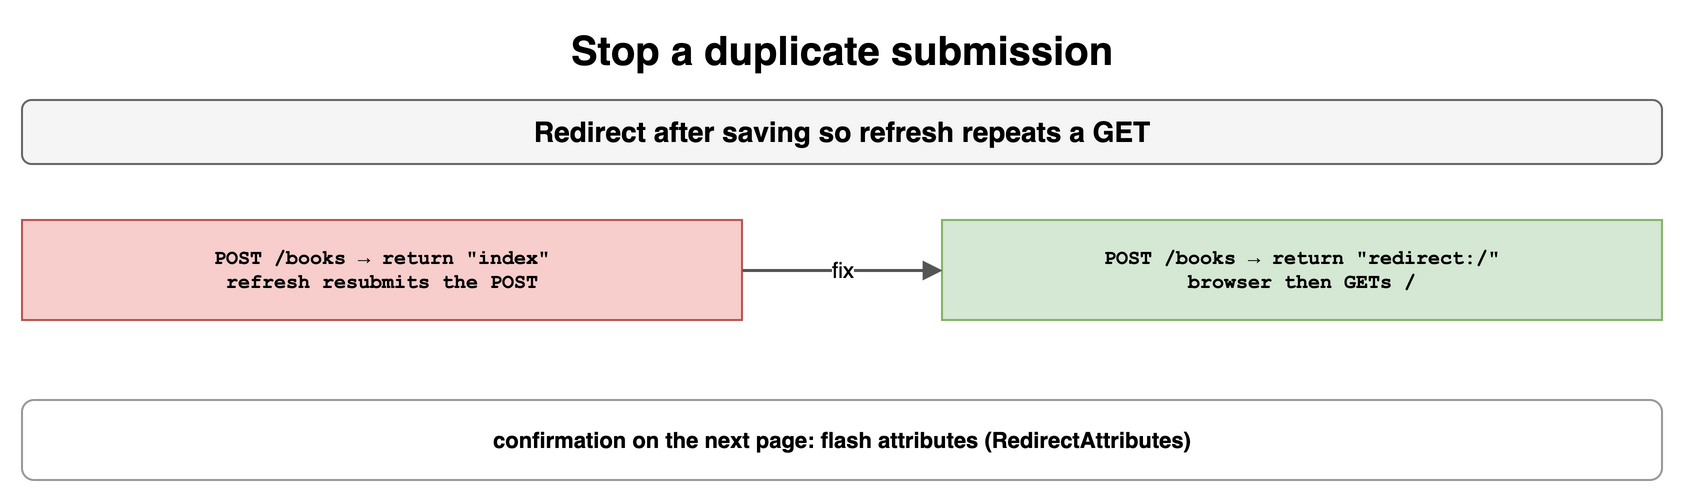 Stop a duplicate submission
Redirect after saving so refresh repeats a GET
POST /books → return "index"
refresh resubmits the POST
fix
POST /books → return "redirect:/"
browser then GETs /
confirmation on the next page: flash attributes (RedirectAttributes)